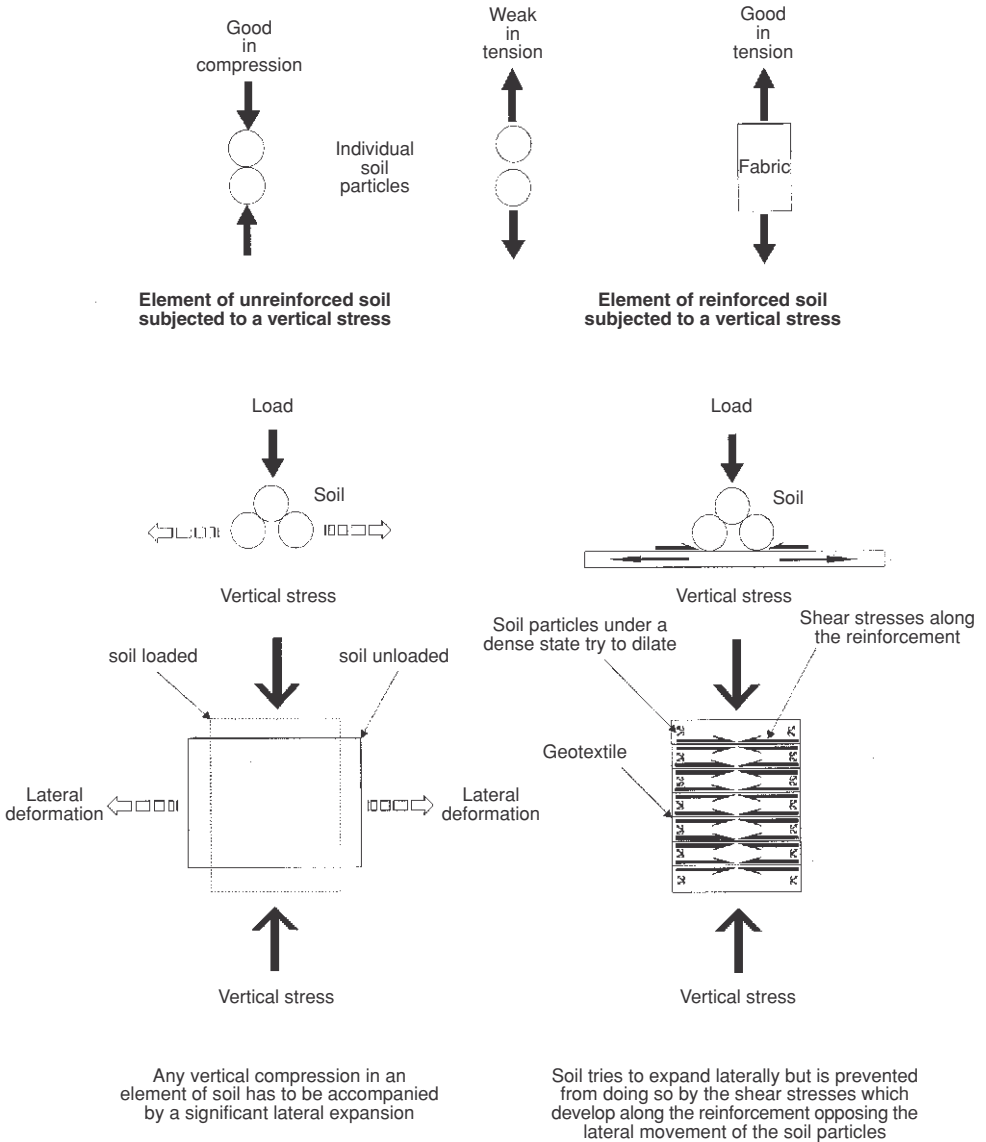 Good
in
compression
Weak
in
tension
Good
in
tension
Individual
soil
particles
Fabric
Element of unreinforced soil
subjected to a vertical stress
Element of reinforced soil
subjected to a vertical stress
Load
Soil
Vertical stress
soil loaded
soil unloaded
Lateral
deformation
Lateral
deformation
Vertical stress
Any vertical compression in an
element of soil has to be accompanied
by a significant lateral expansion
Load
Soil
Vertical stress
Soil particles under a
dense state try to dilate
Shear stresses along
the reinforcement
Geotextile
Vertical stress
Soil tries to expand laterally but is prevented
from doing so by the shear stresses which
develop along the reinforcement opposing the
lateral movement of the soil particles